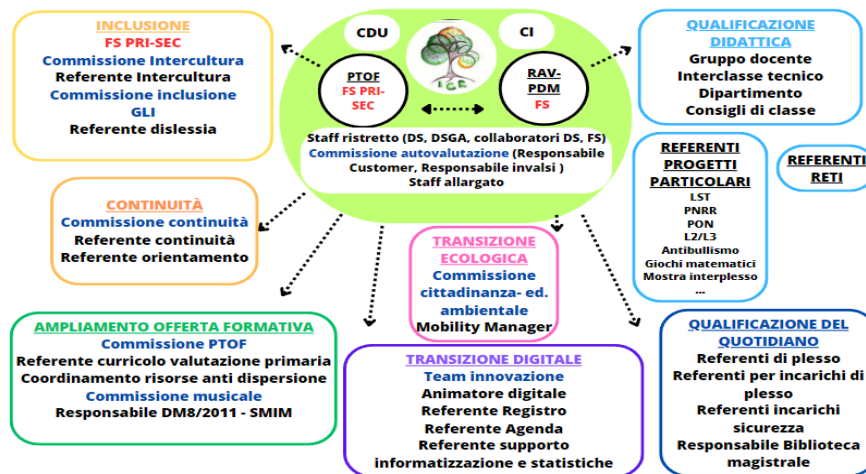 INCLUSIONE
FS PRI-SEC
Commissione Intercultura
Referente Intercultura
Commissione inclusione
GLI
Referente dislessia
CDU
CI
PTOF
FS PRI-
SEC
ICR
RAV-
PDM
FS
Staff ristretto (DS, DSGA, collaboratori DS, FS)
Commissione autovalutazione (Responsabile
Customer, Responsabile invalsi )
Staff allargato
QUALIFICAZIONE
DIDATTICA
Gruppo docente
Interclasse tecnico
Dipartimento
Consigli di classe
REFERENTI
PROGETTI
PARTICOLARI
LST
PNRR
PON
L2/L3
Antibullismo
Giochi matematici
Mostra interplesso
...
REFERENTI
RETI
CONTINUITÀ
Commissione continuità
Referente continuità
Referente orientamento
TRANSIZIONE
ECOLOGICA
Commissione
cittadinanza- ed.
ambientale
Mobility Manager
AMPLIAMENTO OFFERTA FORMATIVA
Commissione PTOF
Referente curricolo valutazione primaria
Coordinamento risorse anti dispersione
Commissione musicale
Responsabile DM8/2011 - SMIM
TRANSIZIONE DIGITALE
Team innovazione
Animatore digitale
Referente Registro
Referente Agenda
Referente supporto
informatizzazione e statistiche
QUALIFICAZIONE DEL
QUOTIDIANO
Referenti di plesso
Referenti per incarichi di
plesso
Referenti incarichi
sicurezza
Responsabile Biblioteca
magistrale